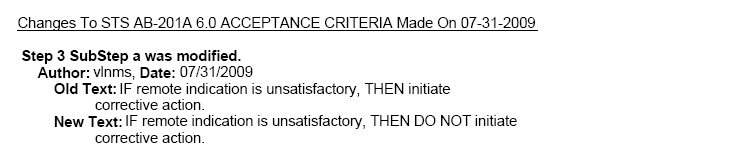 Changes To STS AB-201A 6.0 ACCEPTANCE CRITERIA Made On 07-31-2009
Step 3 SubStep a was modified.
Author: vlnms, Date: 07/31/2009
Old Text: IF remote indication is unsatisfactory, THEN initiate
corrective action.
New Text: IF remote indication is unsatisfactory, THEN DO NOT initiate
corrective action.